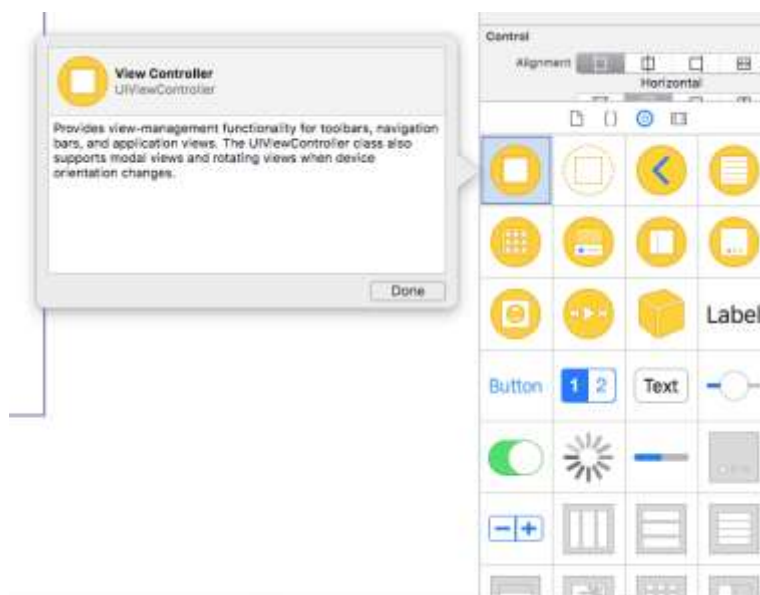 Control
Alignment
Horizontal
View Controller
UIViewController
Provides view-management functionality for toolbars, navigation
bars, and application views. The UIViewController class also
supports modal views and rotating views when device
orientation changes.
Done
Label
Button
1 2
Text